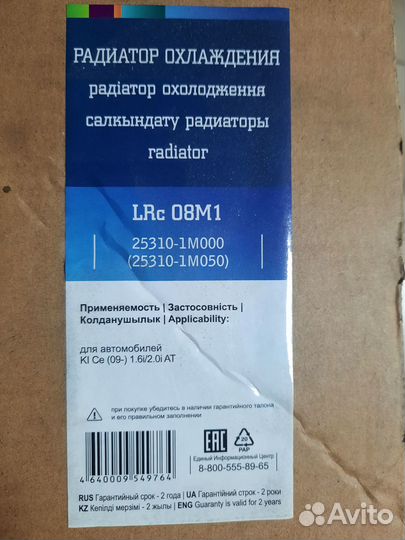 РАДИАТОР ОХЛАЖДЕНИЯ
радіатор охолодження
салкындату радиаторы
radiator
LRc 08M1
25310-1M000
(25310-1M050)
Применяемость | Застосовність |
Колданушылык | Applicability:
для автомобилей
KI Ce (09-) 1.6i/2.0i AT
при покупке убедитесь в наличии гарантийного талона
и его правильном заполнении
4 640009 549764
EAC
20
PAP
Единый Информационный Центр
8-800-555-89-65
RUS Гарантийный срок - 2 года | UA Гарантійний строк - 2 роки
KZ Кепілді мерзімі - 2 жылы | ENG Guaranty is valid for 2 years
Avito